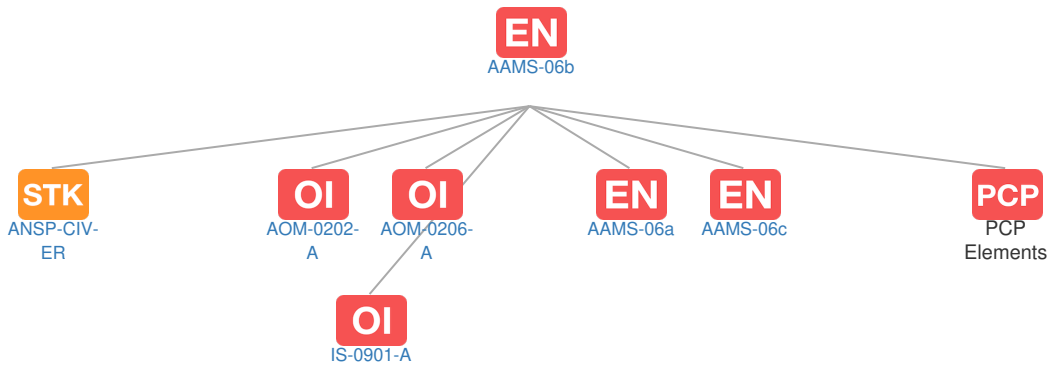 EN
AAMS-06b
STK
ANSP-CIV-
ER
OI
AOM-0202-
A
OI
AOM-0206-
A
EN
AAMS-06a
EN
AAMS-06c
PCP
PCP
Elements
OI
IS-0901-A